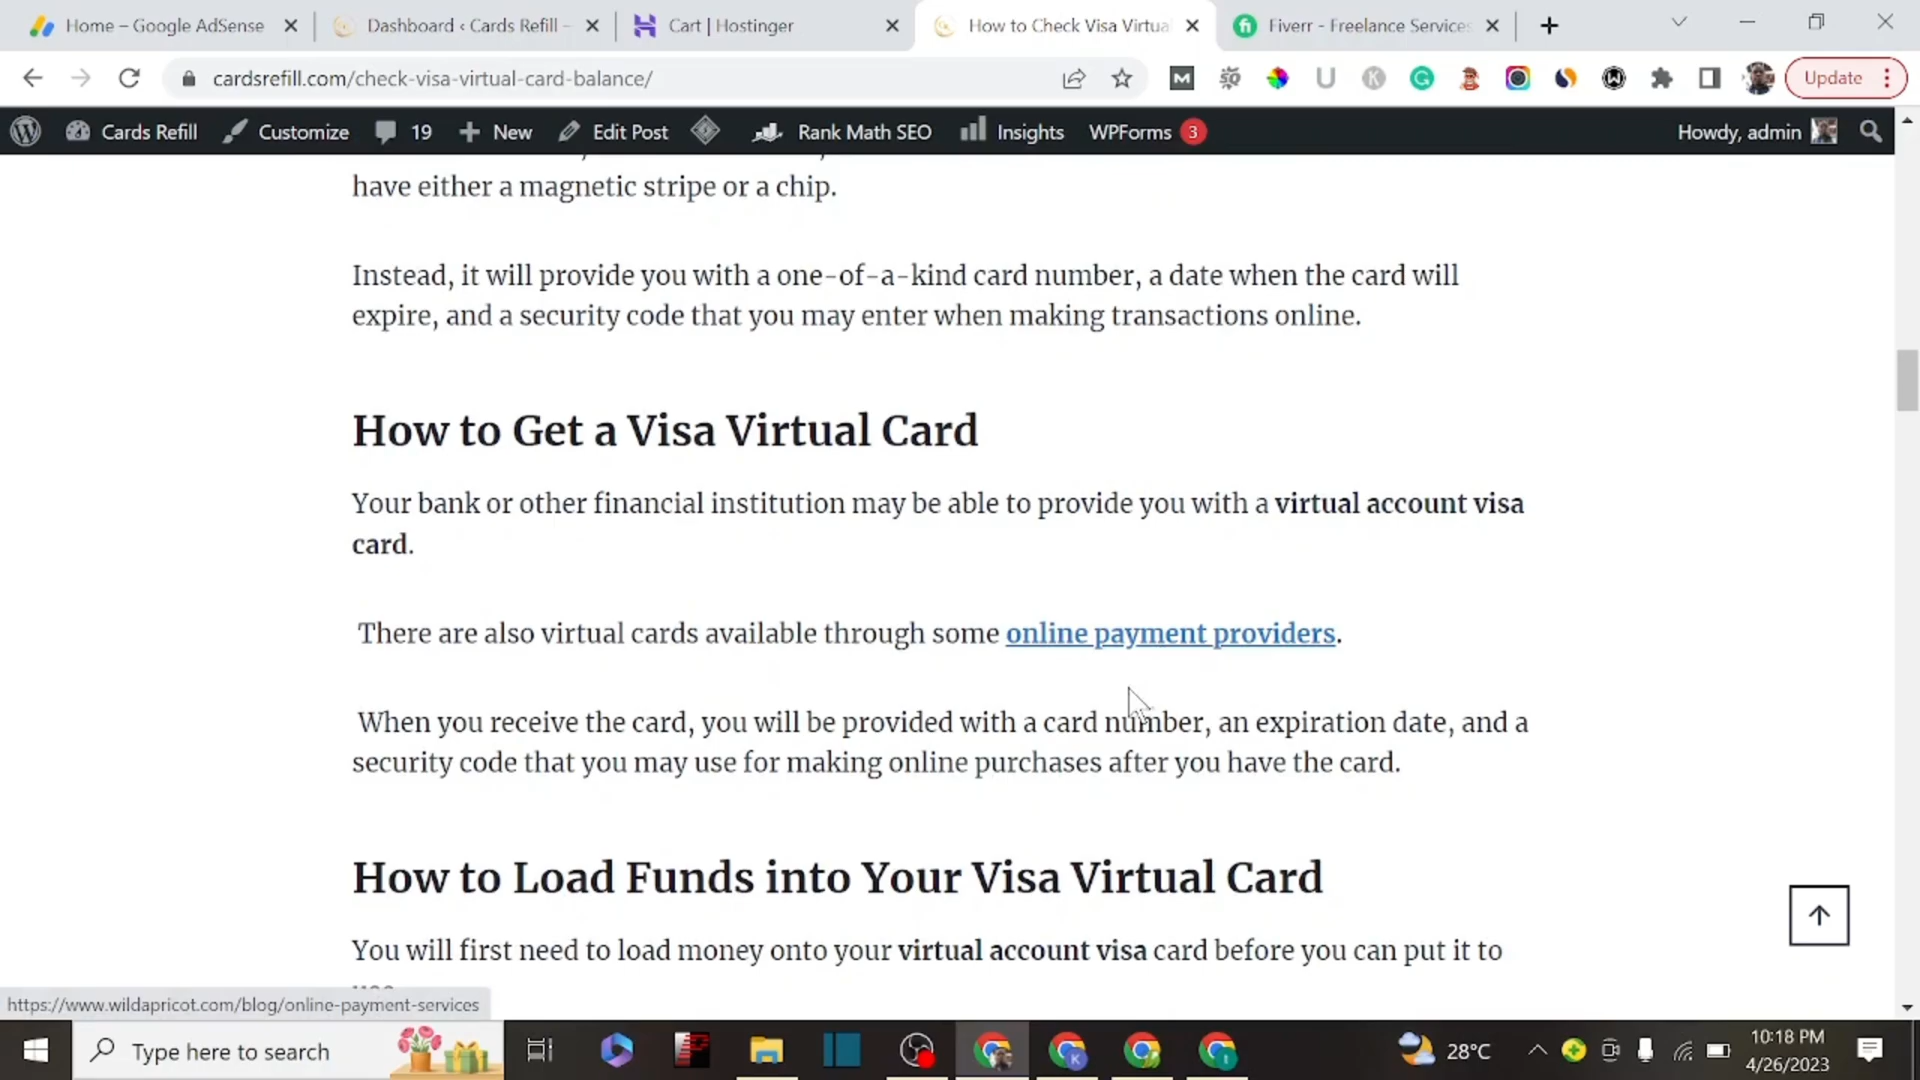 Home – Google AdSense
Dashboard ‹ Cards Refill –
Cart | Hostinger
How to Check Visa Virtua
Fiverr - Freelance Services
cardsrefill.com/check-visa-virtual-card-balance/
Update
Cards Refill
Customize
19
New
Edit Post
Rank Math SEO
Insights
WPForms 3
Howdy, admin
have either a magnetic stripe or a chip.
Instead, it will provide you with a one-of-a-kind card number, a date when the card will
expire, and a security code that you may enter when making transactions online.
How to Get a Visa Virtual Card
Your bank or other financial institution may be able to provide you with a virtual account visa
card.
There are also virtual cards available through some online payment providers.
When you receive the card, you will be provided with a card number, an expiration date, and a
security code that you may use for making online purchases after you have the card.
How to Load Funds into Your Visa Virtual Card
You will first need to load money onto your virtual account visa card before you can put it to
https://www.wildapricot.com/blog/online-payment-services
Type here to search
28°C
10:18 PM
4/26/2023